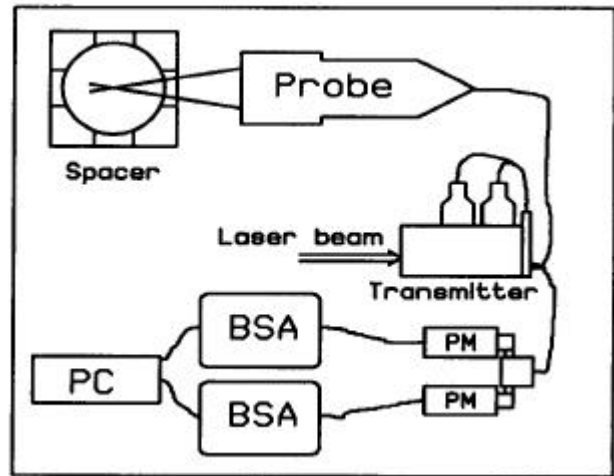 Probe
Spacer
Laser beam
Transmitter
BSA
PM
PC
BSA
PM